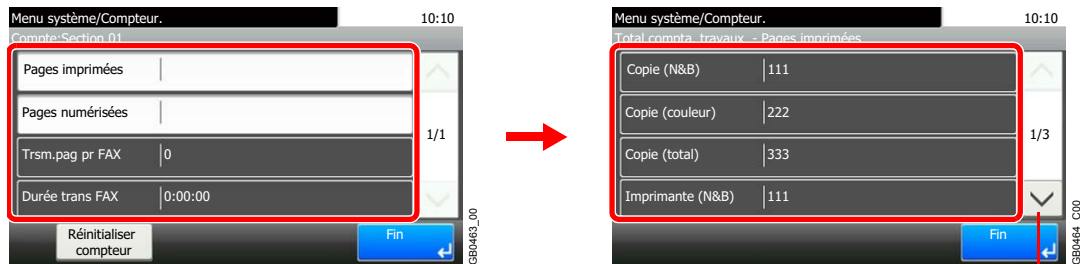 Menu système/Compteur.
10:10
Compte:Section 01
Pages imprimées
Pages numérisées
1/1
Trsm.pag pr FAX 0
Durée trans FAX 0:00:00
Réinitialiser
compteur
Fin
GB0463_00
Menu système/Compteur.
10:10
Total compta. travaux - Pages imprimées
Copie (N&B) 111
Copie (couleur) 222
1/3
Copie (total) 333
Imprimante (N&B) 111
Fin
GB0464_C00